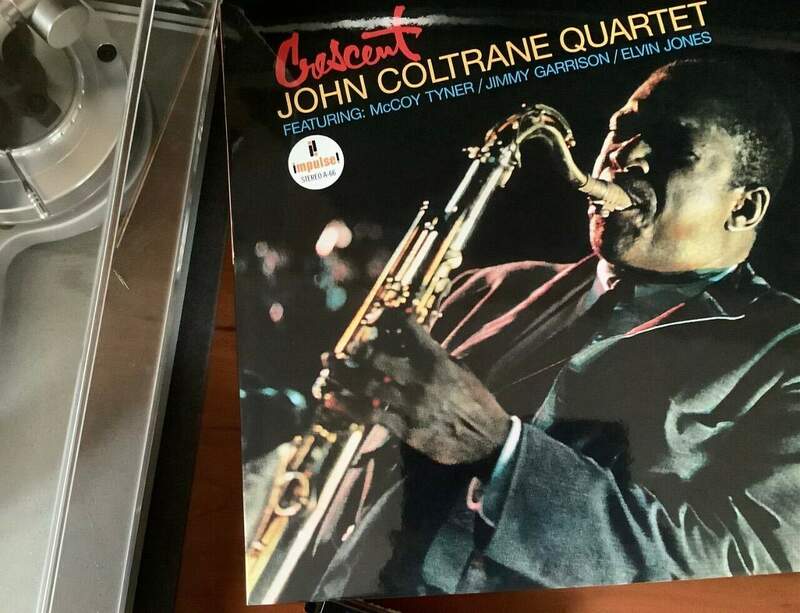 Crescent
JOHN COLTRANE QUARTET
FEATURING: McCOY TYNER / JIMMY GARRISON / ELVIN JONES
i!
impulse!
STEREO A-66